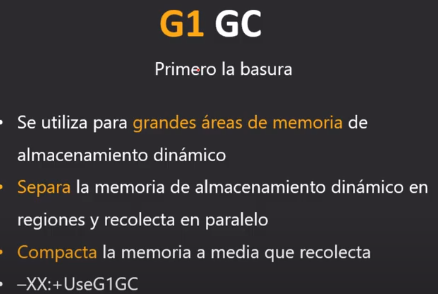 G1 GC
Primero la basura
• Se utiliza para grandes áreas de memoria de
almacenamiento dinámico
• Separa la memoria de almacenamiento dinámico en
regiones y recolecta en paralelo
• Compacta la memoria a media que recolecta
• –XX:+UseG1GC